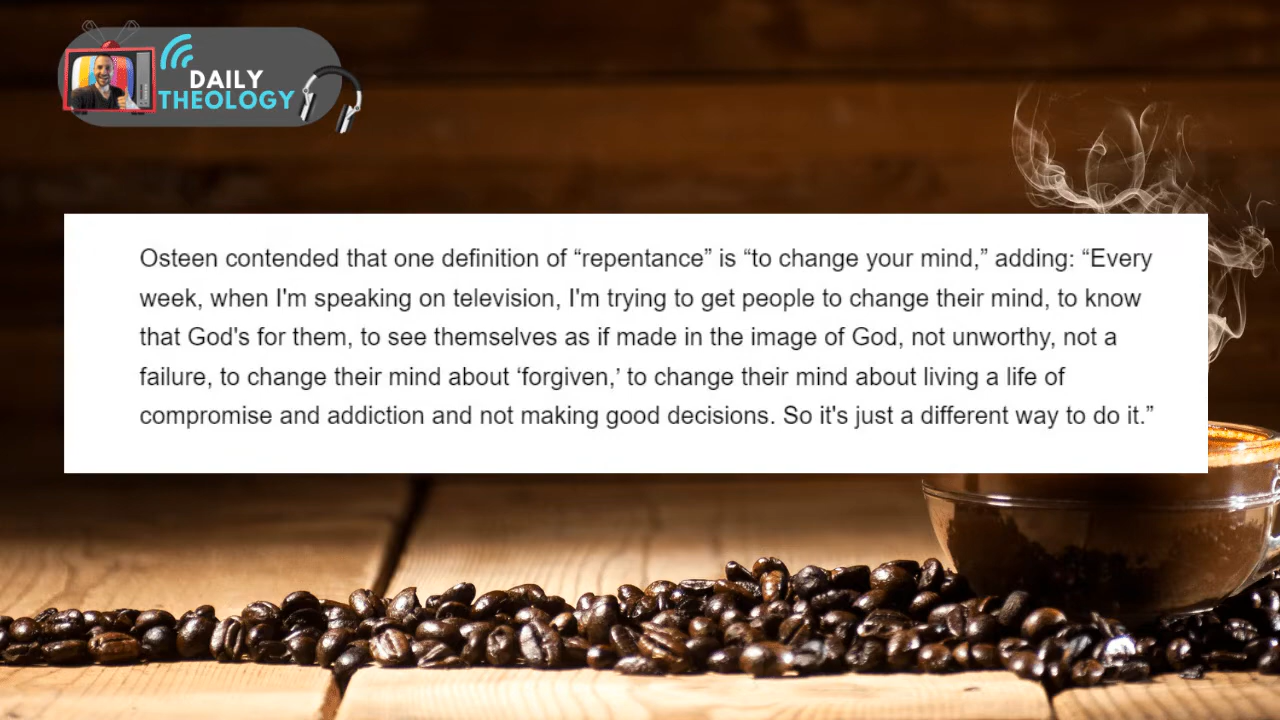 DAILY
THEOLOGY
Osteen contended that one definition of “repentance” is “to change your mind,” adding: “Every
week, when I'm speaking on television, I'm trying to get people to change their mind, to know
that God's for them, to see themselves as if made in the image of God, not unworthy, not a
failure, to change their mind about ‘forgiven,’ to change their mind about living a life of
compromise and addiction and not making good decisions. So it's just a different way to do it.”